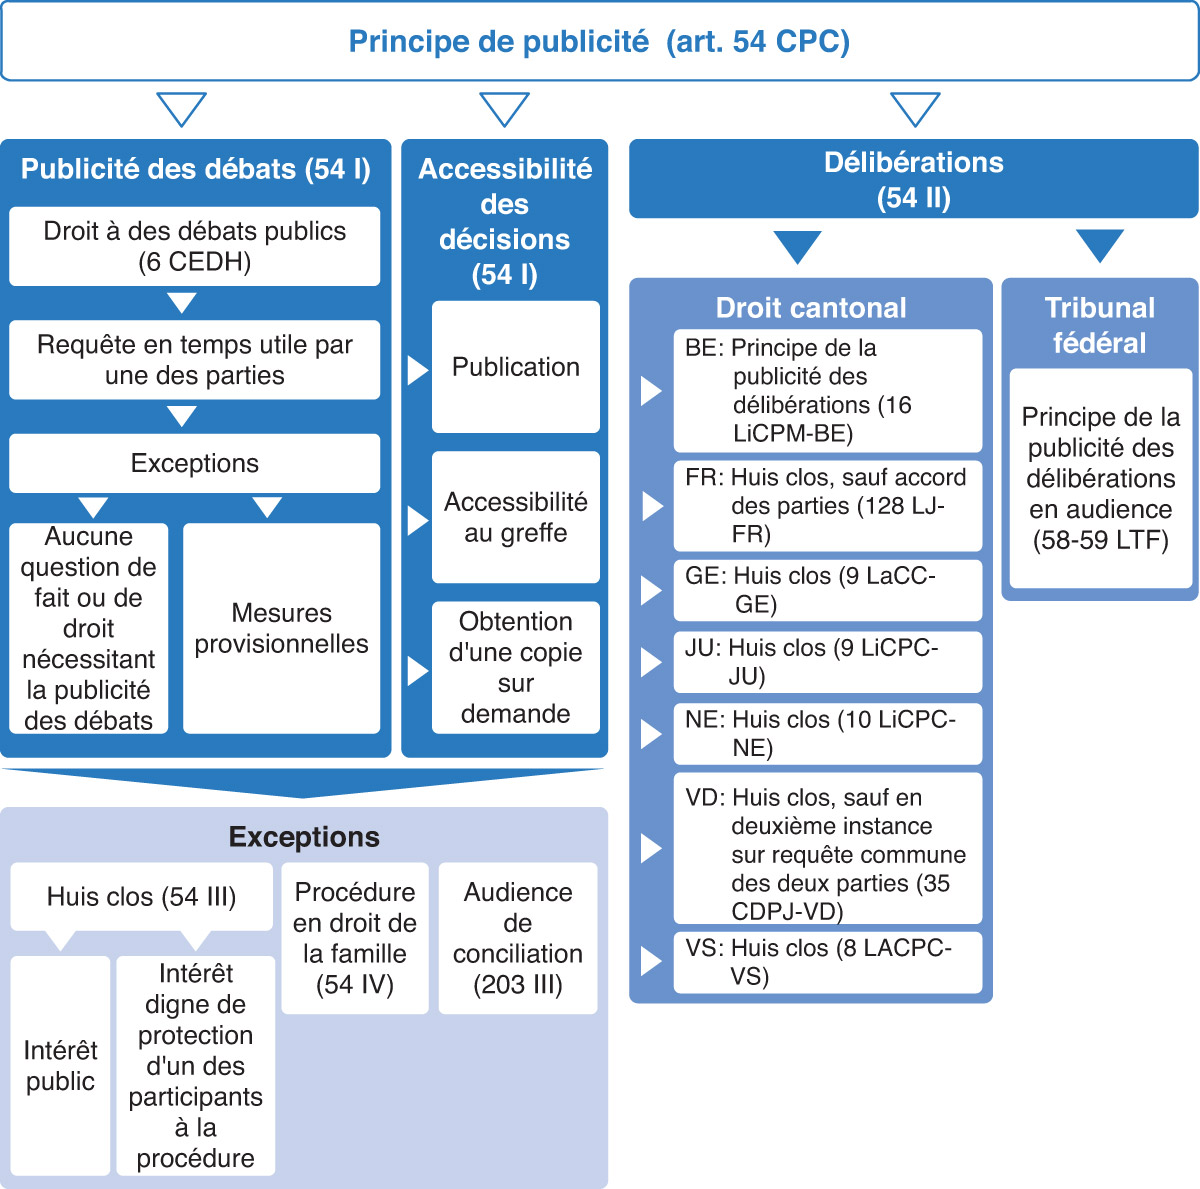 Principe de publicité (art. 54 CPC)
Publicité des débats (54 I)
Droit à des débats publics
(6 CEDH)
Requête en temps utile par
une des parties
Exceptions
Aucune
question de
fait ou de
droit
nécessitant
la publicité
des débats
Mesures
provisionnelles
Accessibilité
des
décisions
(54 I)
Publication
Accessibilité
au greffe
Obtention
d'une copie
sur
demande
Exceptions
Huis clos (54 III)
Intérêt
public
Intérêt
digne de
protection
d'un des
participants
à la
procédure
Procédure
en droit de
la famille
(54 IV)
Audience
de
conciliation
(203 III)
Délibérations
(54 II)
Droit cantonal
BE: Principe de la
publicité des
délibérations (16
LiCPM-BE)
FR: Huis clos, sauf accord
des parties (128 LJ-
FR)
GE: Huis clos (9 LaCC-
GE)
JU: Huis clos (9 LiCPC-
JU)
NE: Huis clos (10 LiCPC-
NE)
VD: Huis clos, sauf en
deuxième instance
sur requête commune
des deux parties (35
CDPJ-VD)
VS: Huis clos (8 LACPC-
VS)
Tribunal
fédéral
Principe de la
publicité des
délibérations
en audience
(58-59 LTF)